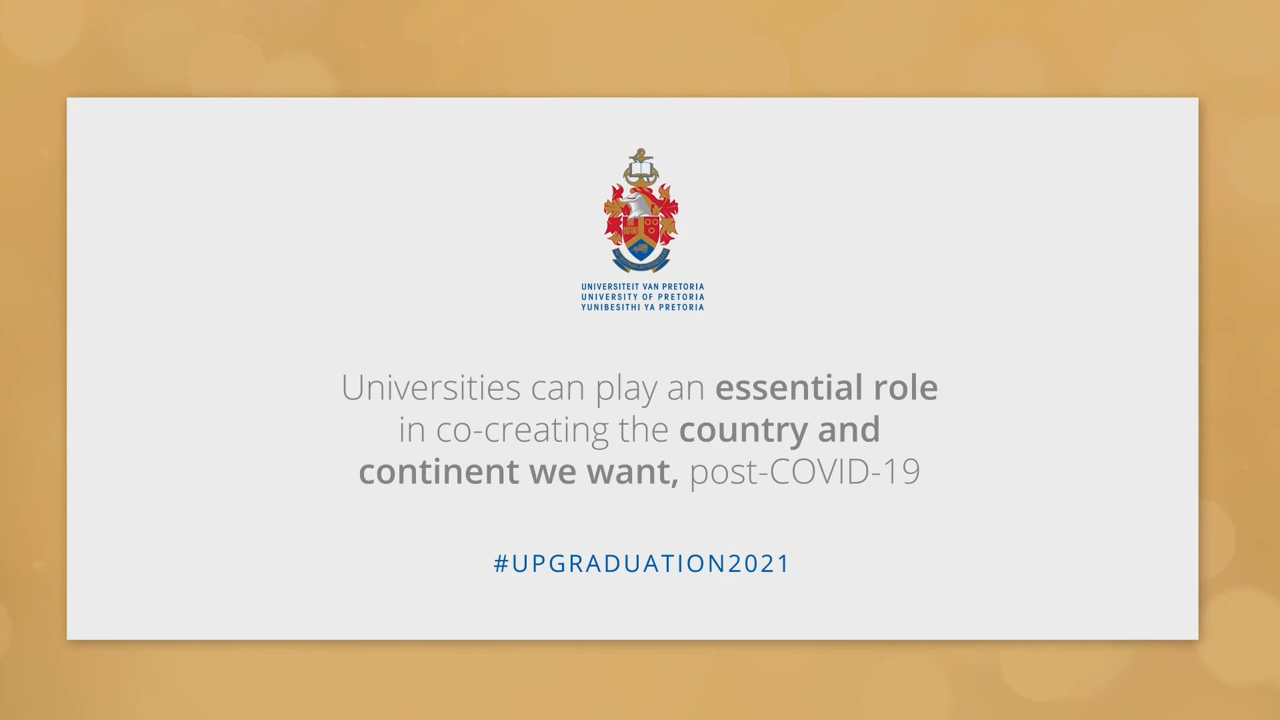 UNIVERSITEIT VAN PRETORIA
UNIVERSITY OF PRETORIA
YUNIBESITHI YA PRETORIA
Universities can play an essential role
in co-creating the country and
continent we want, post-COVID-19
#UPGRADUATION2021